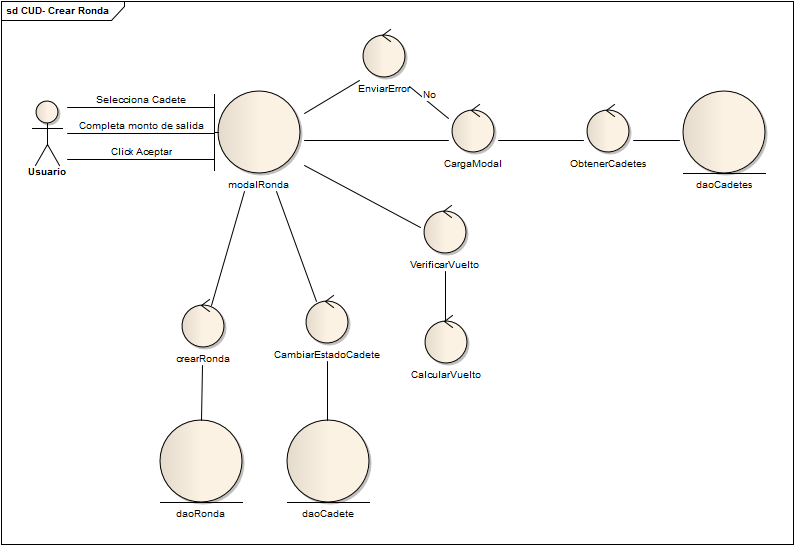 sd CUD- Crear Ronda
EnviarError
No
Selecciona Cadete
Completa monto de salida
Click Aceptar
Usuario
modalRonda
CargaModal
ObtenerCadetes
daoCadetes
VerificarVuelto
crearRonda
CambiarEstadoCadete
CalcularVuelto
daoRonda
daoCadete